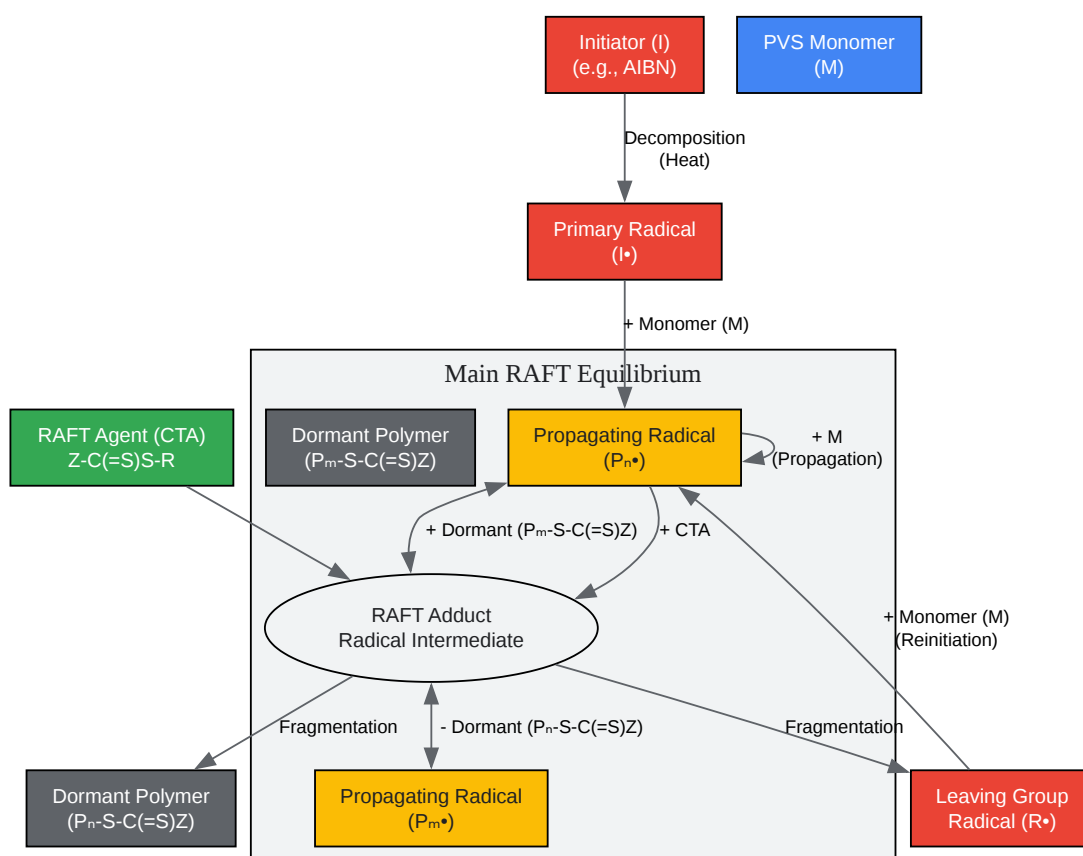 Initiator (I)
(e.g., AIBN)
PVS Monomer
(M)
Decomposition
(Heat)
Primary Radical
(I•)
+ Monomer (M)
Main RAFT Equilibrium
RAFT Agent (CTA)
Z-C(=S)S-R
Dormant Polymer
(Pₘ-S-C(=S)Z)
Propagating Radical
(Pₙ•)
+ M
(Propagation)
+ Dormant (Pₘ-S-C(=S)Z)
+ CTA
RAFT Adduct
Radical Intermediate
+ Monomer (M)
(Reinitiation)
Fragmentation
- Dormant (Pₙ-S-C(=S)Z)
Fragmentation
Dormant Polymer
(Pₙ-S-C(=S)Z)
Propagating Radical
(Pₘ•)
Leaving Group
Radical (R•)